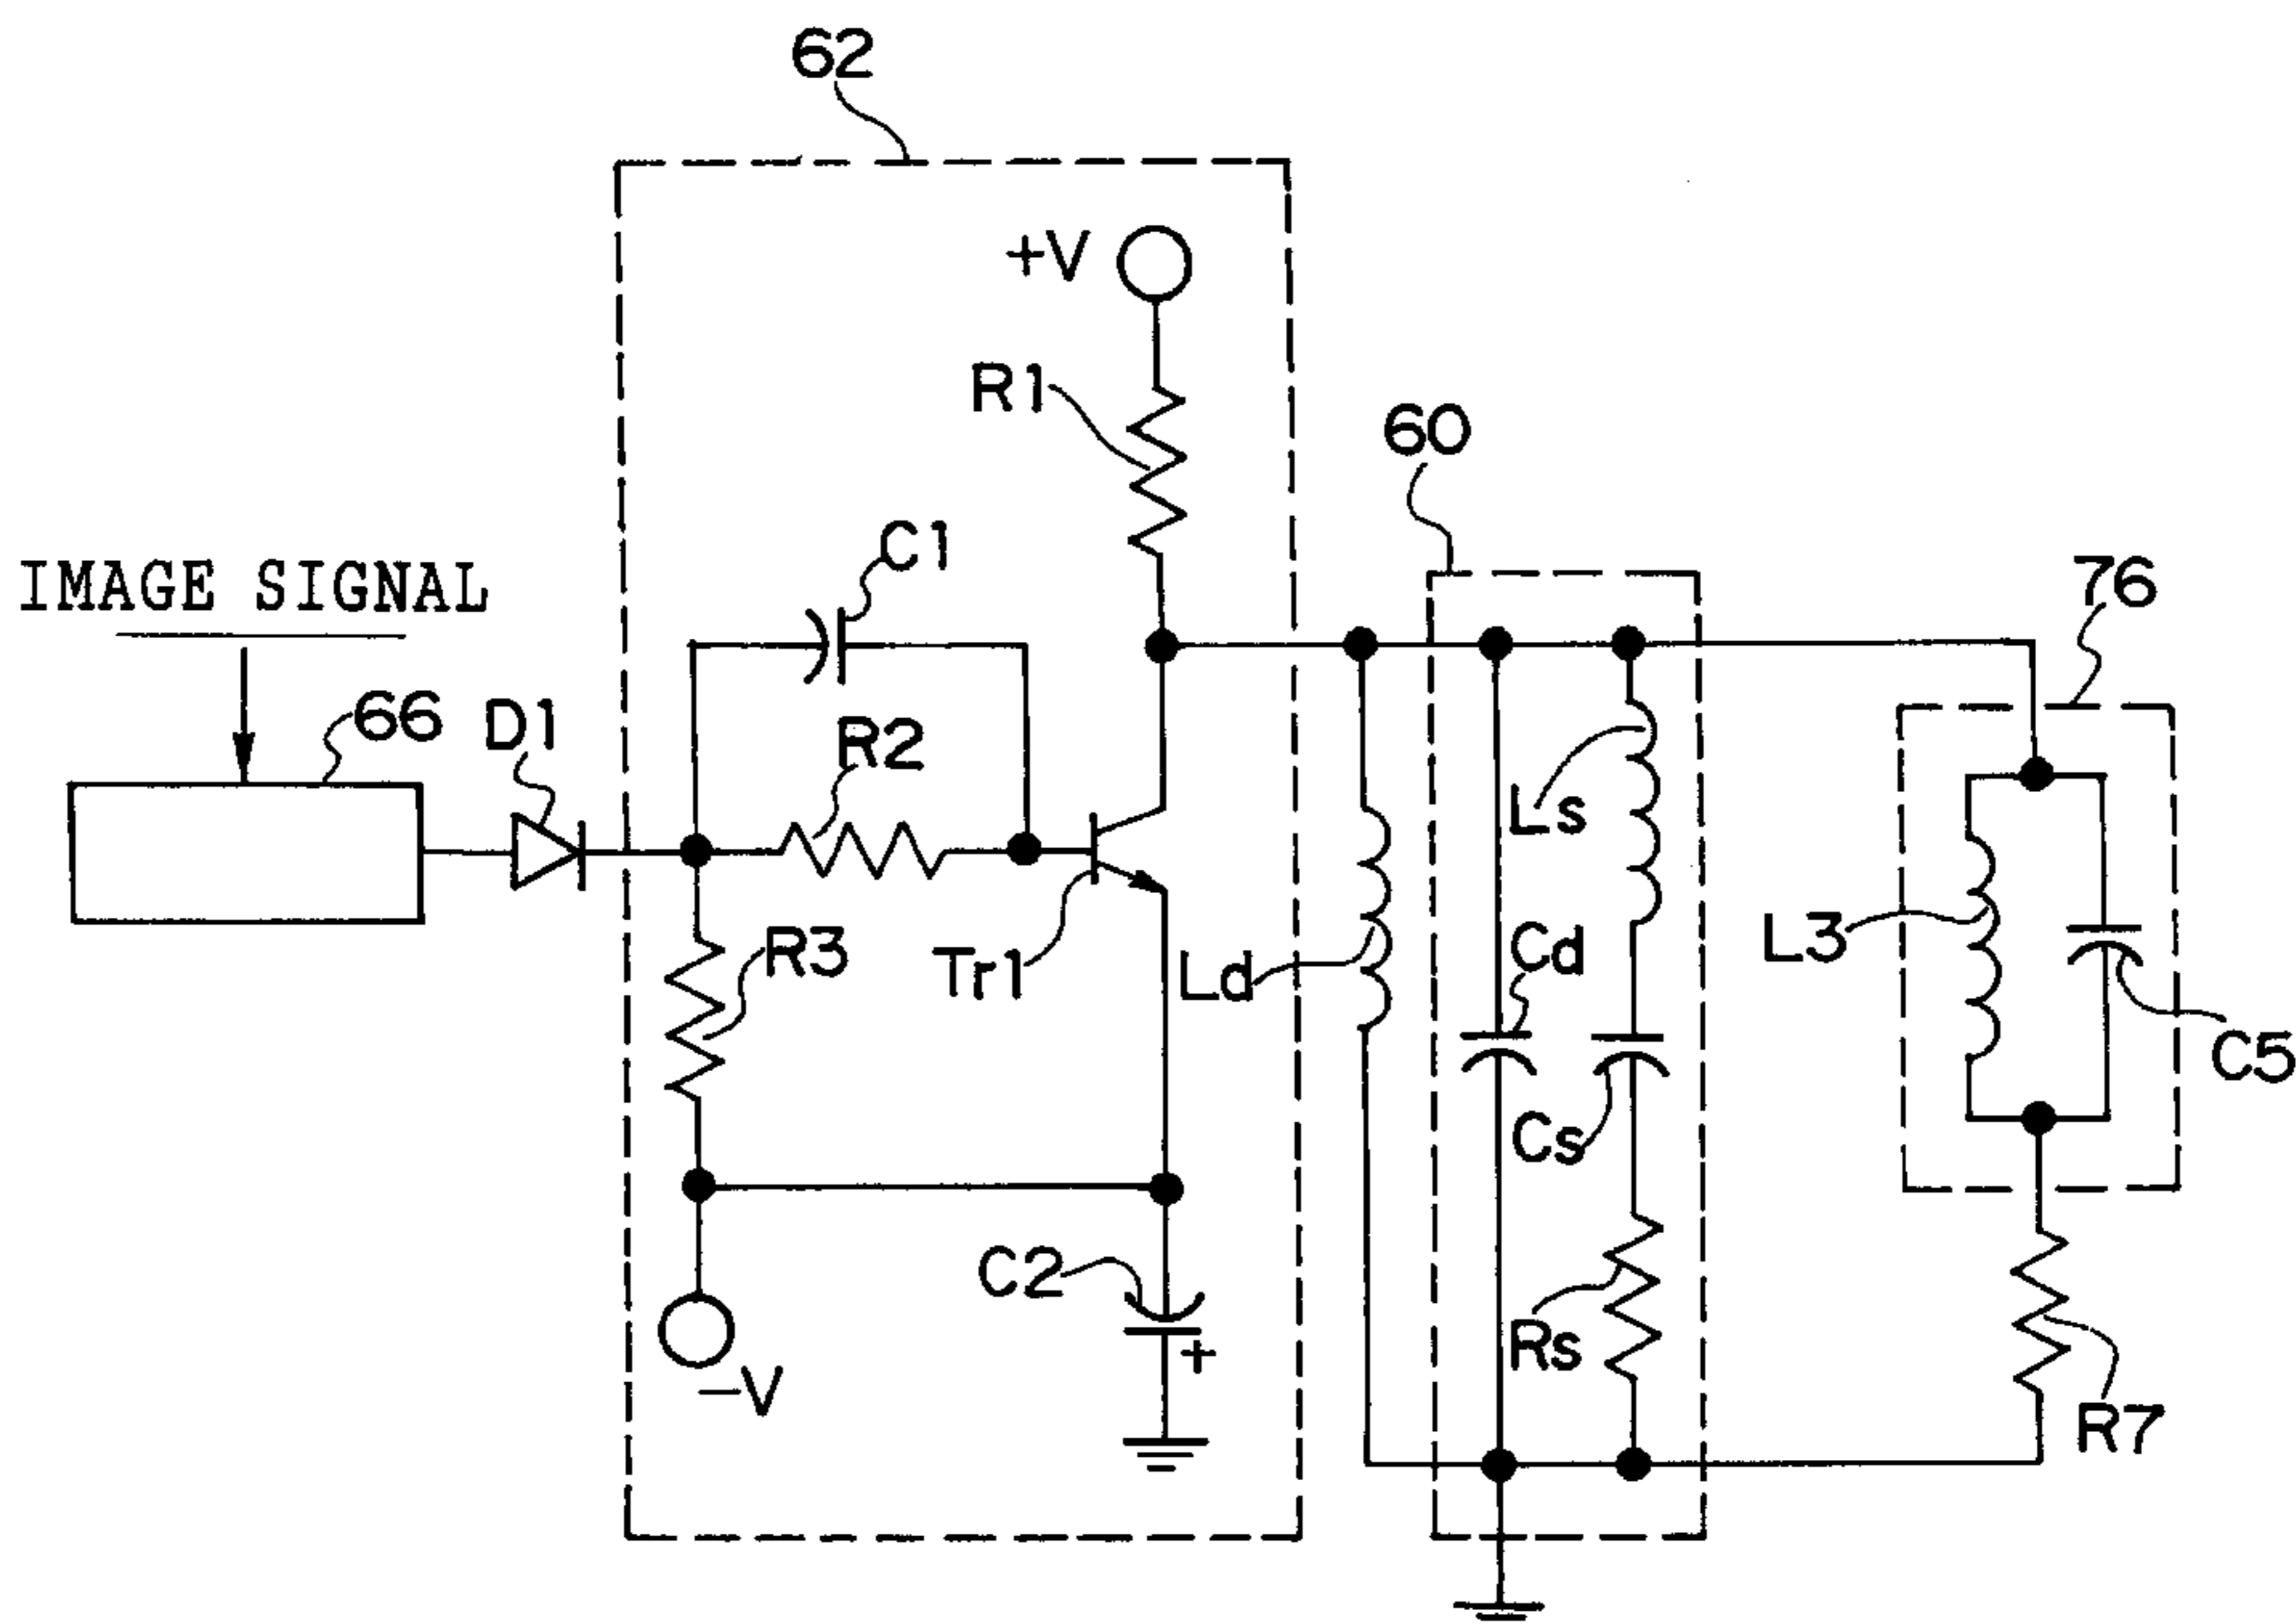 62
+V
R1
60
C1
76
IMAGE SIGNAL
66
D1
R2
Ls
R3
Tr1
Ld
Cd
L3
C5
Cs
C2
+
Rs
-V
R7